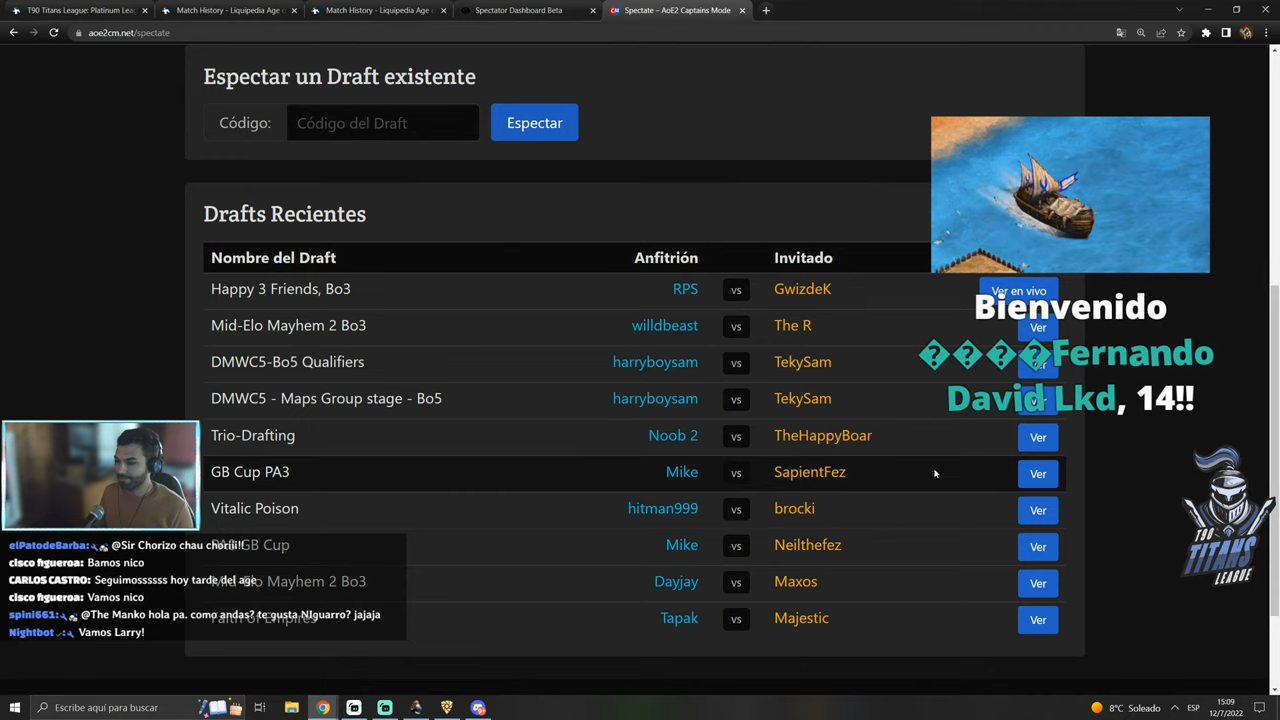 T90 Titans League: Platinum Leag
Match History - Liquipedia Age o
Match History - Liquipedia Age o
Spectator Dashboard Beta
Spectate – AoE2 Captains Mode
aoe2cm.net/spectate
Espectar un Draft existente
Código: Código del Draft Espectar
Drafts Recientes
Nombre del Draft Anfitrión Invitado
Happy 3 Friends, Bo3 RPS vs GwizdeK Ver en vivo
Mid-Elo Mayhem 2 Bo3 willdbeast vs The R Ver
DMWC5-Bo5 Qualifiers harryboysam vs TekySam
DMWC5 - Maps Group stage - Bo5 harryboysam vs TekySam
Trio-Drafting Noob 2 vs TheHappyBoar Ver
GB Cup PA3 Mike vs SapientFez Ver
Vitalic Poison hitman999 vs brocki Ver
GB Cup Mike vs Neilthefez Ver
Mayhem 2 Bo3 Dayjay vs Maxos Ver
Tapak vs Majestic Ver
Bienvenido
����Fernando
David Lkd, 14!!
elPatodeBarba: @Sir Chorizo chau chorii!!
cisco figueroa: Bamos nico
CARLOS CASTRO: Seguimossssss hoy tarde del age
cisco figueroa: Vamos nico
spini661: @The Manko hola pa. como andas? te gusta NIguarro? jajaja
Nightbot: Vamos Larry!
T90
TITANS
LEAGUE
Escribe aquí para buscar
8°C Soleado
ESP
15:09
12/7/2022